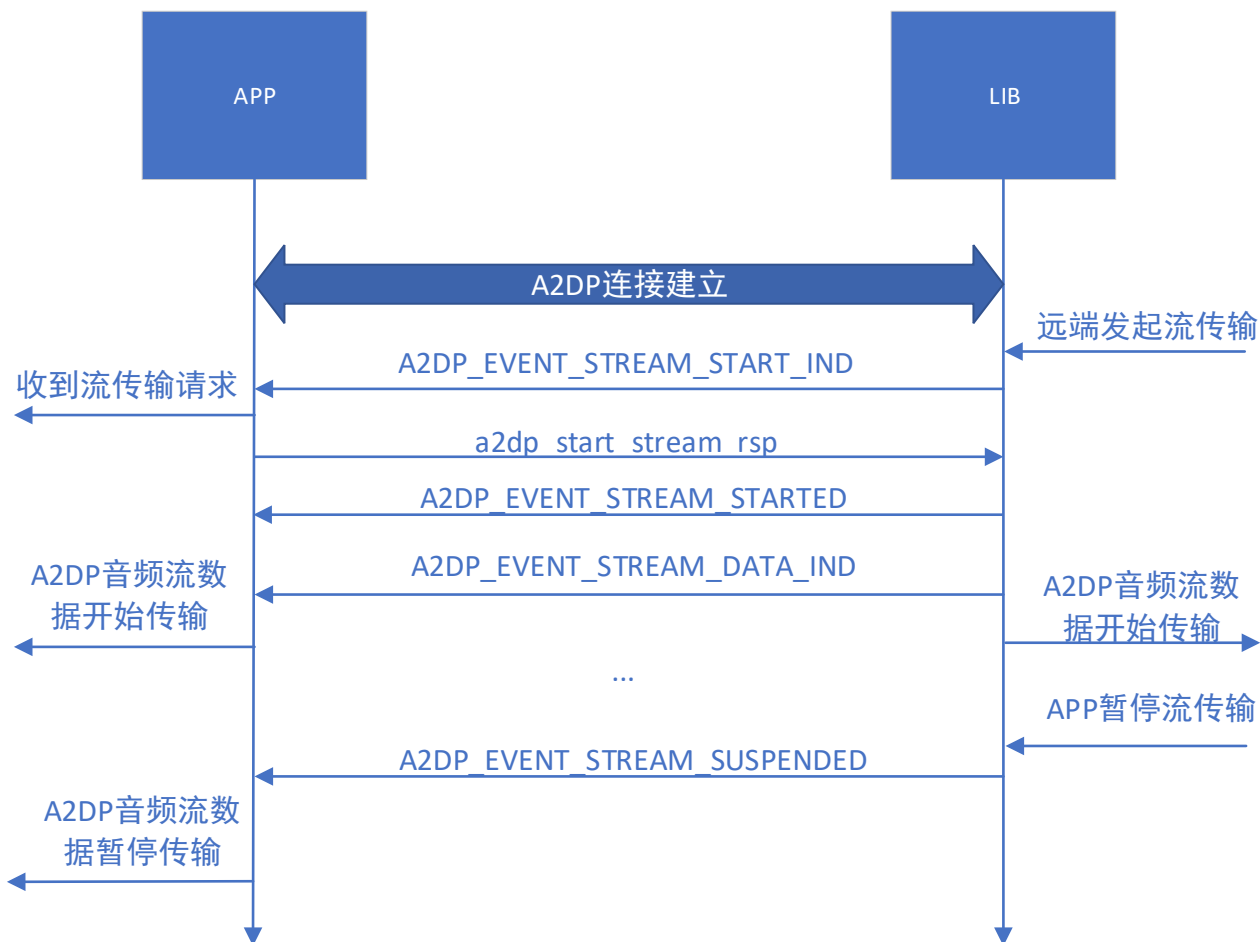 APP
LIB
A2DP连接建立
远端发起流传输
A2DP_EVENT_STREAM_START_IND
收到流传输请求
a2dp_start_stream_rsp
A2DP_EVENT_STREAM_STARTED
A2DP_EVENT_STREAM_DATA_IND
A2DP音频流数
据开始传输
A2DP音频流数
据开始传输
...
APP暂停流传输
A2DP_EVENT_STREAM_SUSPENDED
A2DP音频流数
据暂停传输